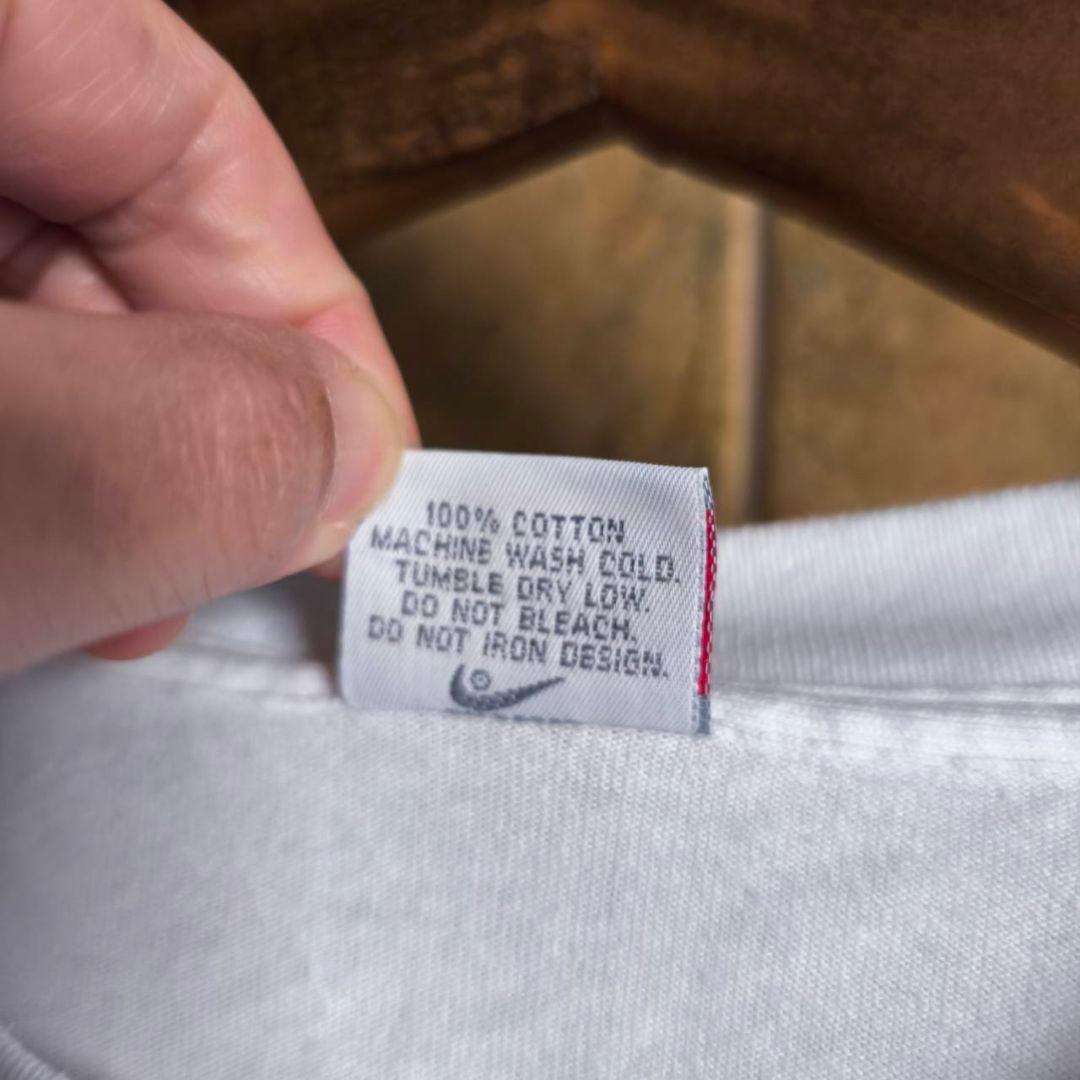 100% COTTON
MACHINE WASH COLD.
TUMBLE DRY LOW.
DO NOT BLEACH.
DO NOT IRON DESIGN.
®